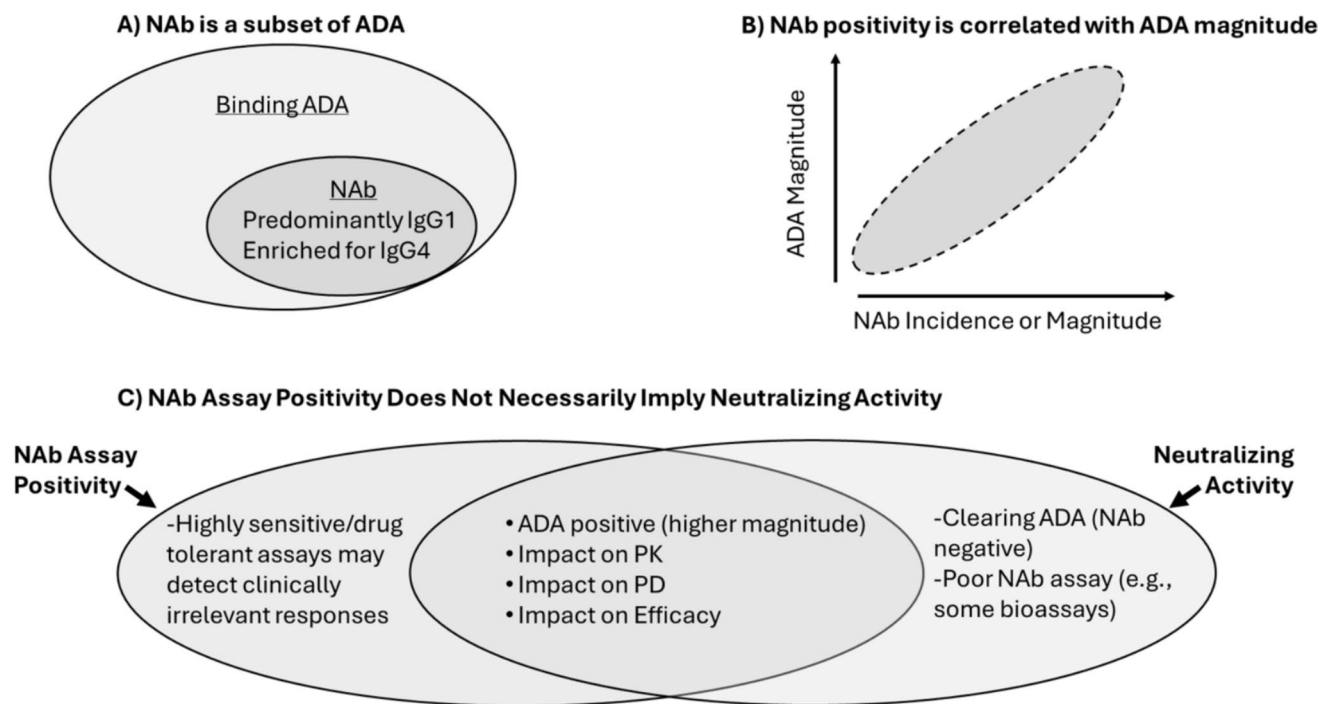 A) NAb is a subset of ADA
Binding ADA
NAb
Predominantly IgG1
Enriched for IgG4
B) NAb positivity is correlated with ADA magnitude
ADA Magnitude
NAb Incidence or Magnitude
C) NAb Assay Positivity Does Not Necessarily Imply Neutralizing Activity
NAb Assay
Positivity
-Highly sensitive/drug
tolerant assays may
detect clinically
irrelevant responses
• ADA positive (higher magnitude)
• Impact on PK
• Impact on PD
• Impact on Efficacy
Neutralizing
Activity
-Clearing ADA (NAb
negative)
-Poor NAb assay (e.g.,
some bioassays)